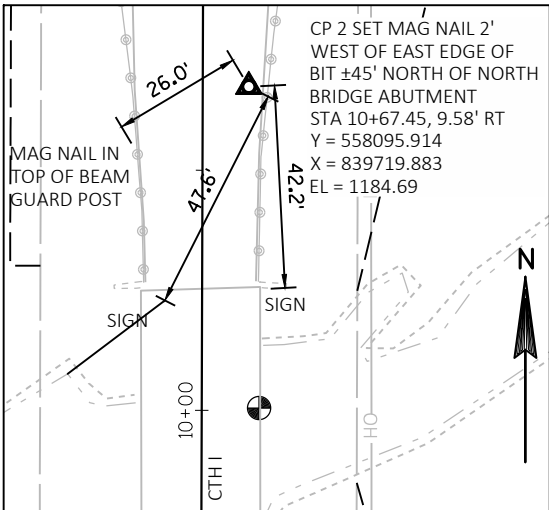 CP 2 SET MAG NAIL 2'
WEST OF EAST EDGE OF
BIT ±45' NORTH OF NORTH
BRIDGE ABUTMENT
STA 10+67.45, 9.58' RT
Y = 558095.914
X = 839719.883
EL = 1184.69
26.0'
MAG NAIL IN
TOP OF BEAM
GUARD POST
47.6'
42.2'
N
SIGN
SIGN
10+00
OH
CTH I